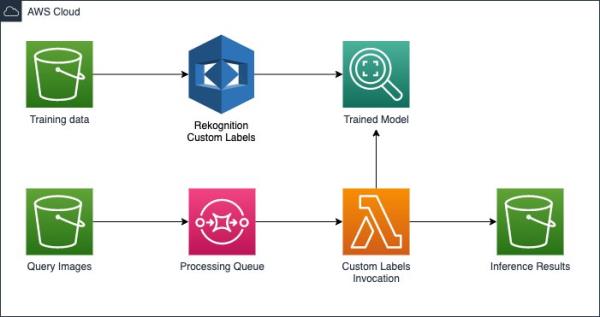 AWS Cloud
Training data
Rekognition
Custom Labels
Trained Model
Query Images
Processing Queue
Custom Labels
Invocation
Inference Results